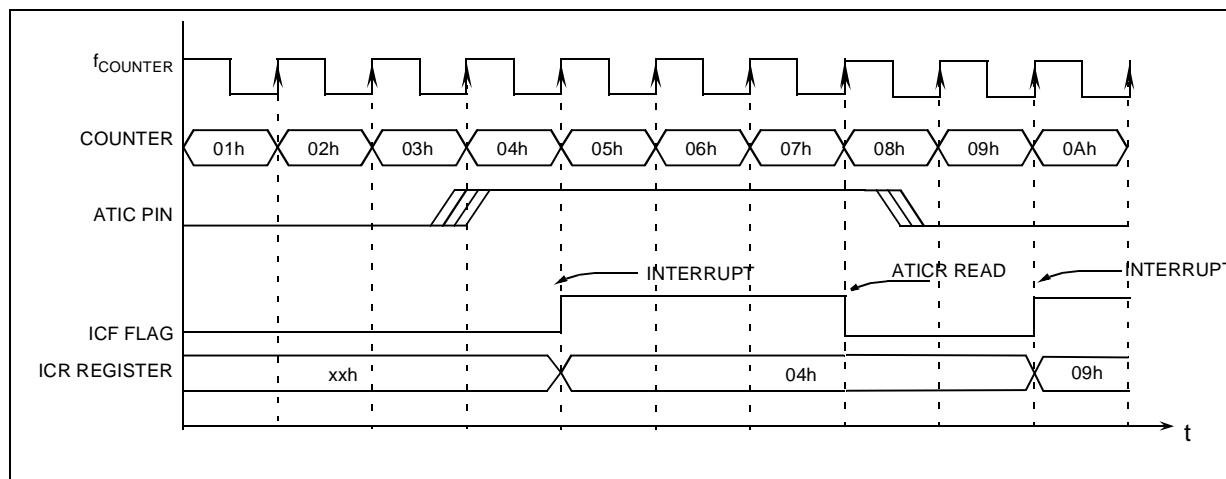 fCOUNTER
COUNTER 01h 02h 03h 04h 05h 06h 07h 08h 09h 0Ah
ATIC PIN
INTERRUPT ATICR READ INTERRUPT
ICF FLAG
ICR REGISTER xxh 04h 09h
t